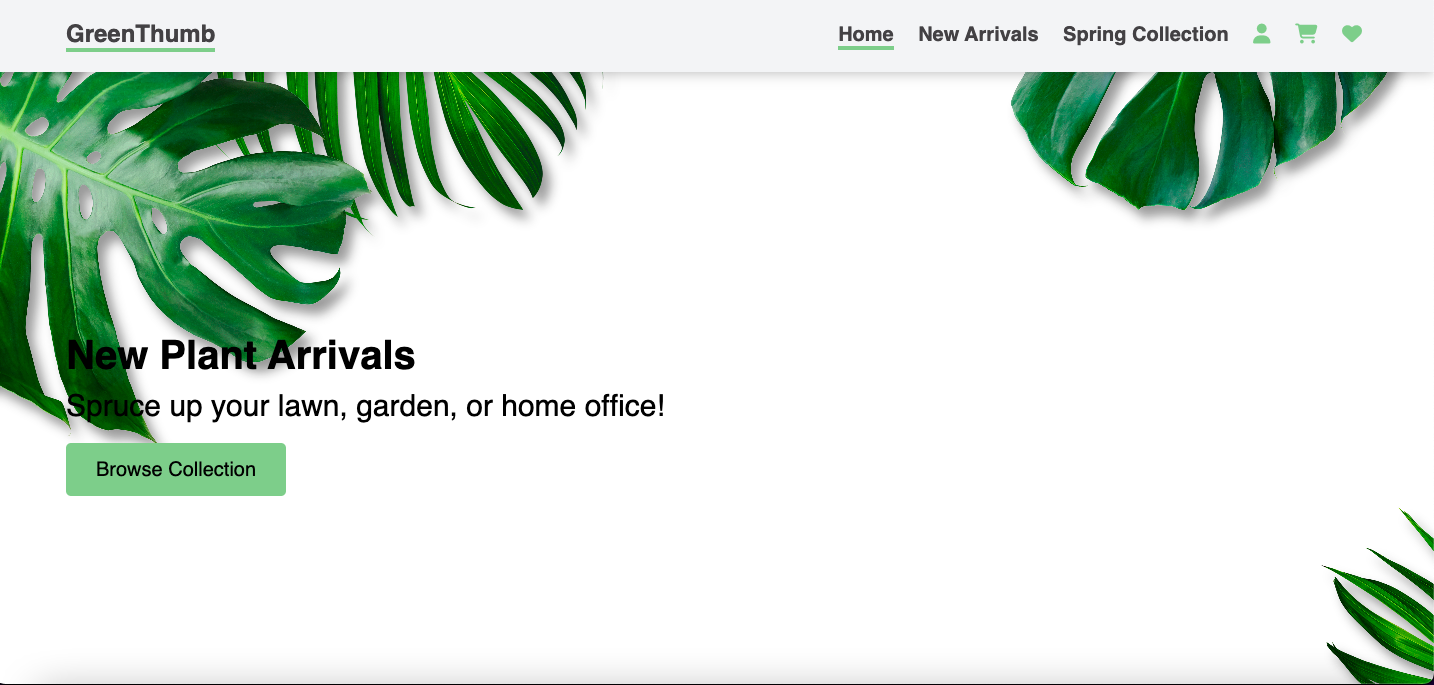 GreenThumb
Home New Arrivals Spring Collection
New Plant Arrivals
Spruce up your lawn, garden, or home office!
Browse Collection